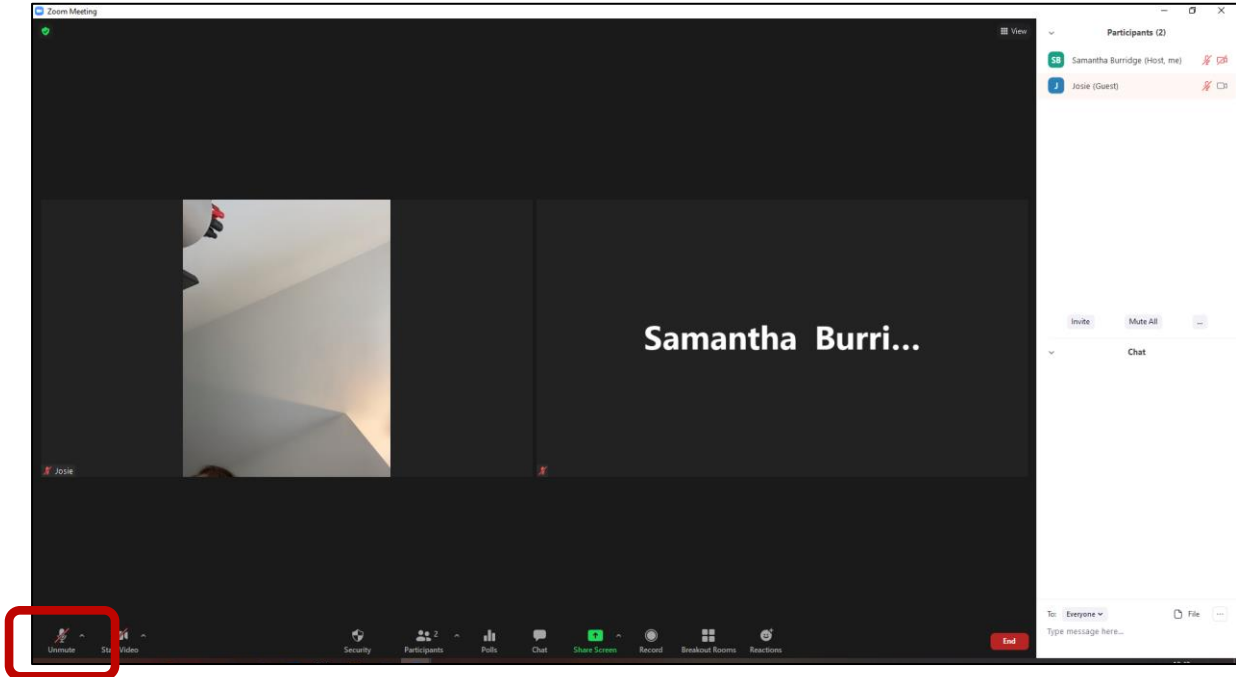 Zoom Meeting
View
Participants (2)
SB Samantha Burridge (Host, me)
J Josie (Guest)
Samantha Burri...
Josie
Invite Mute All ...
Chat
To: Everyone File ...
Type message here...
Unmute
Security
Participants 2
Polls
Chat
Share Screen
Record
Breakout Rooms
Reactions
End